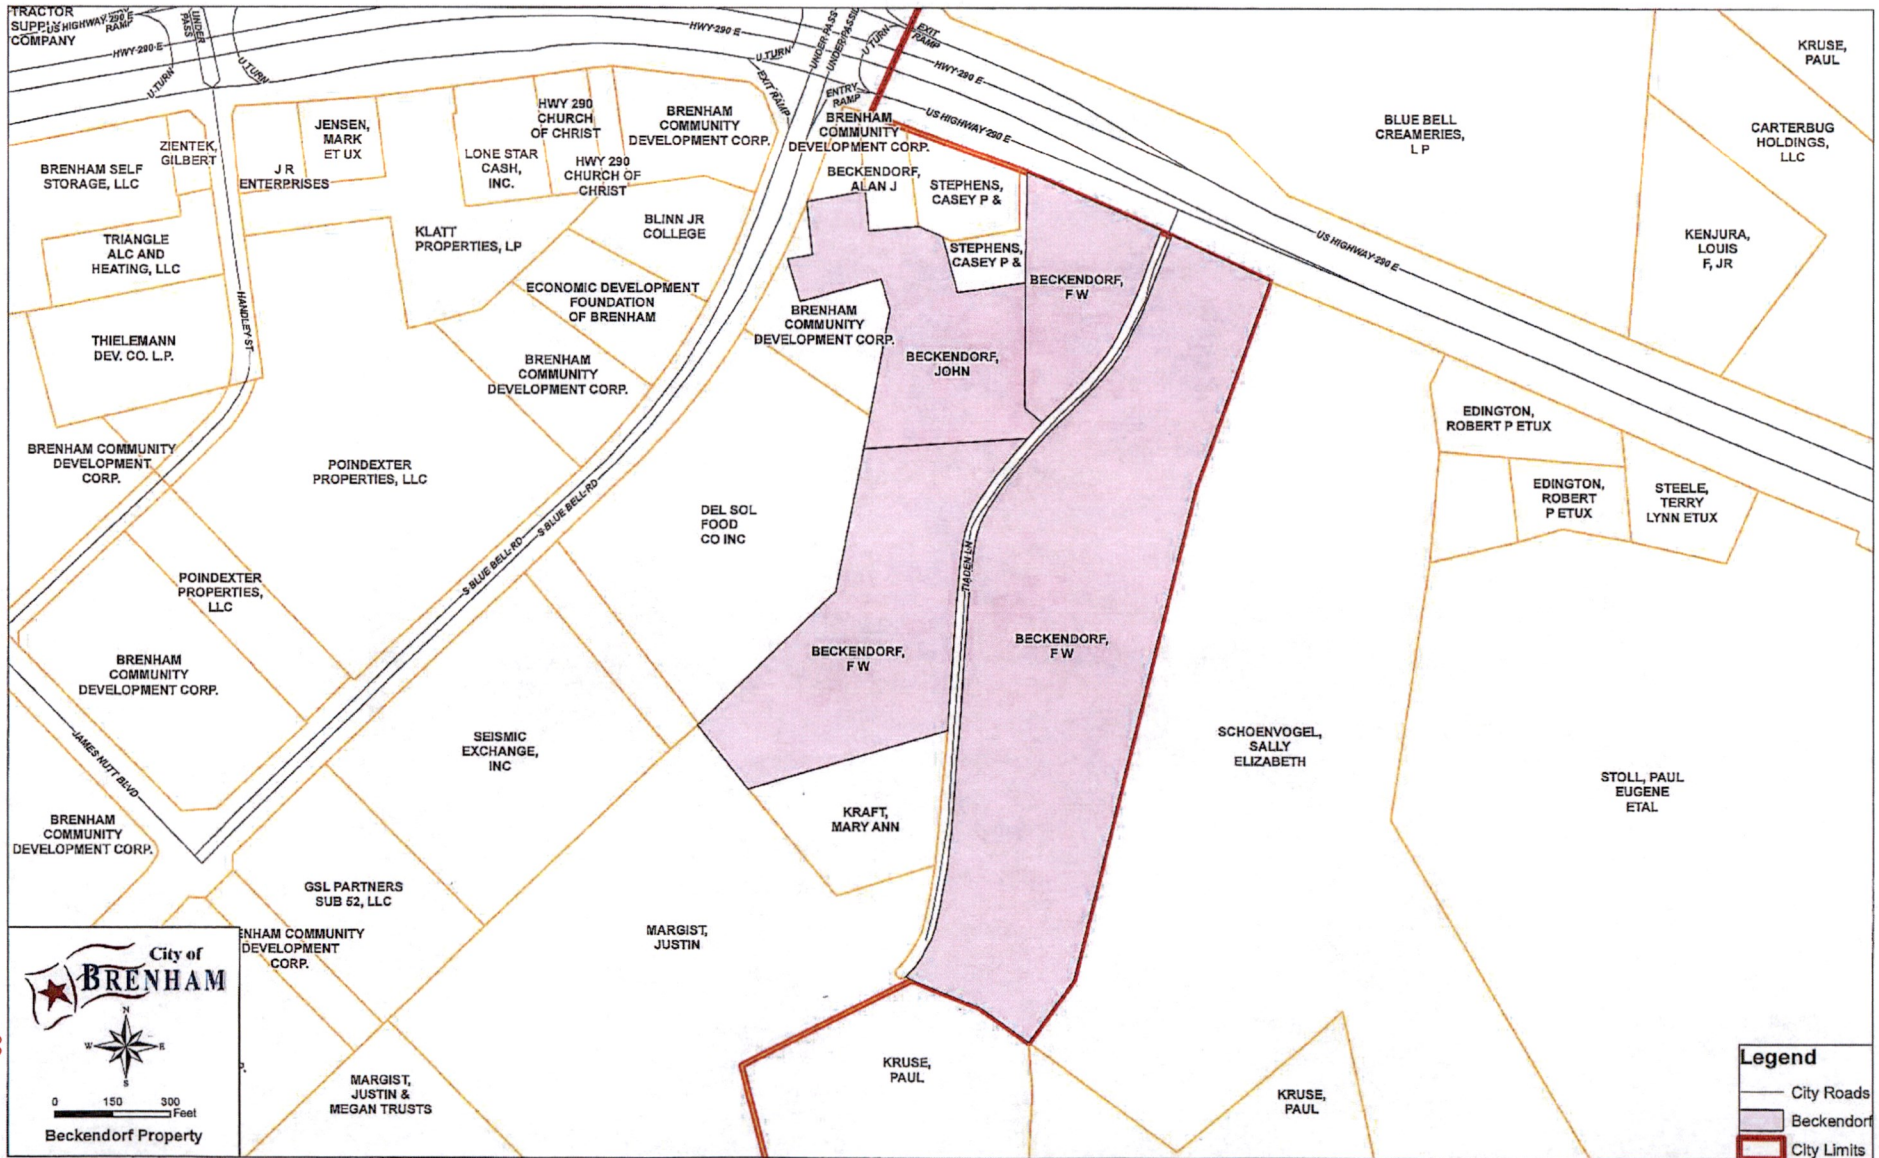 TRACTOR
SUPPLY
COMPANY
US HIGHWAY 290 E
RAMP
UNDER
PASS
HWY 290 E
U TURN
U TURN
HWY 290 E
U TURN
UNDER PASS
UNDER PASS
U TURN
EXIT
RAMP
EXIT RAMP
ENTRY
RAMP
HWY 290 E
US HIGHWAY 290 E
US HIGHWAY 290 E
KRUSE,
PAUL
BLUE BELL
CREAMERIES,
L P
CARTERBUG
HOLDINGS,
LLC
KENJURA,
LOUIS
F, JR
BRENHAM SELF
STORAGE, LLC
ZIENTEK,
GILBERT
J R
ENTERPRISES
JENSEN,
MARK
ET UX
LONE STAR
CASH,
INC.
HWY 290
CHURCH
OF CHRIST
HWY 290
CHURCH OF
CHRIST
BRENHAM
COMMUNITY
DEVELOPMENT CORP.
BRENHAM
COMMUNITY
DEVELOPMENT CORP.
BECKENDORF,
ALAN J
STEPHENS,
CASEY P &
STEPHENS,
CASEY P &
TRIANGLE
ALC AND
HEATING, LLC
KLATT
PROPERTIES, LP
BLINN JR
COLLEGE
ECONOMIC DEVELOPMENT
FOUNDATION
OF BRENHAM
BRENHAM
COMMUNITY
DEVELOPMENT CORP.
BECKENDORF,
F W
HANDLEY ST
THIELEMANN
DEV. CO. L.P.
BRENHAM
COMMUNITY
DEVELOPMENT CORP.
BECKENDORF,
JOHN
EDINGTON,
ROBERT P ETUX
EDINGTON,
ROBERT
P ETUX
STEELE,
TERRY
LYNN ETUX
BRENHAM COMMUNITY
DEVELOPMENT
CORP.
POINDEXTER
PROPERTIES, LLC
S BLUE BELL RD
S BLUE BELL RD
DEL SOL
FOOD
CO INC
TIADEN LN
POINDEXTER
PROPERTIES,
LLC
BRENHAM
COMMUNITY
DEVELOPMENT CORP.
BECKENDORF,
F W
BECKENDORF,
F W
JAMES NUTT BLVD
SEISMIC
EXCHANGE,
INC
SCHOENVOGEL,
SALLY
ELIZABETH
STOLL, PAUL
EUGENE
ETAL
BRENHAM
COMMUNITY
DEVELOPMENT CORP.
KRAFT,
MARY ANN
GSL PARTNERS
SUB 52, LLC
ENHAM COMMUNITY
DEVELOPMENT
CORP.
MARGIST,
JUSTIN
KRUSE,
PAUL
KRUSE,
PAUL
MARGIST,
JUSTIN &
MEGAN TRUSTS
City of
BRENHAM
N
W E
S
0 150 300
Feet
Beckendorf Property
Legend
City Roads
Beckendorf
City Limits